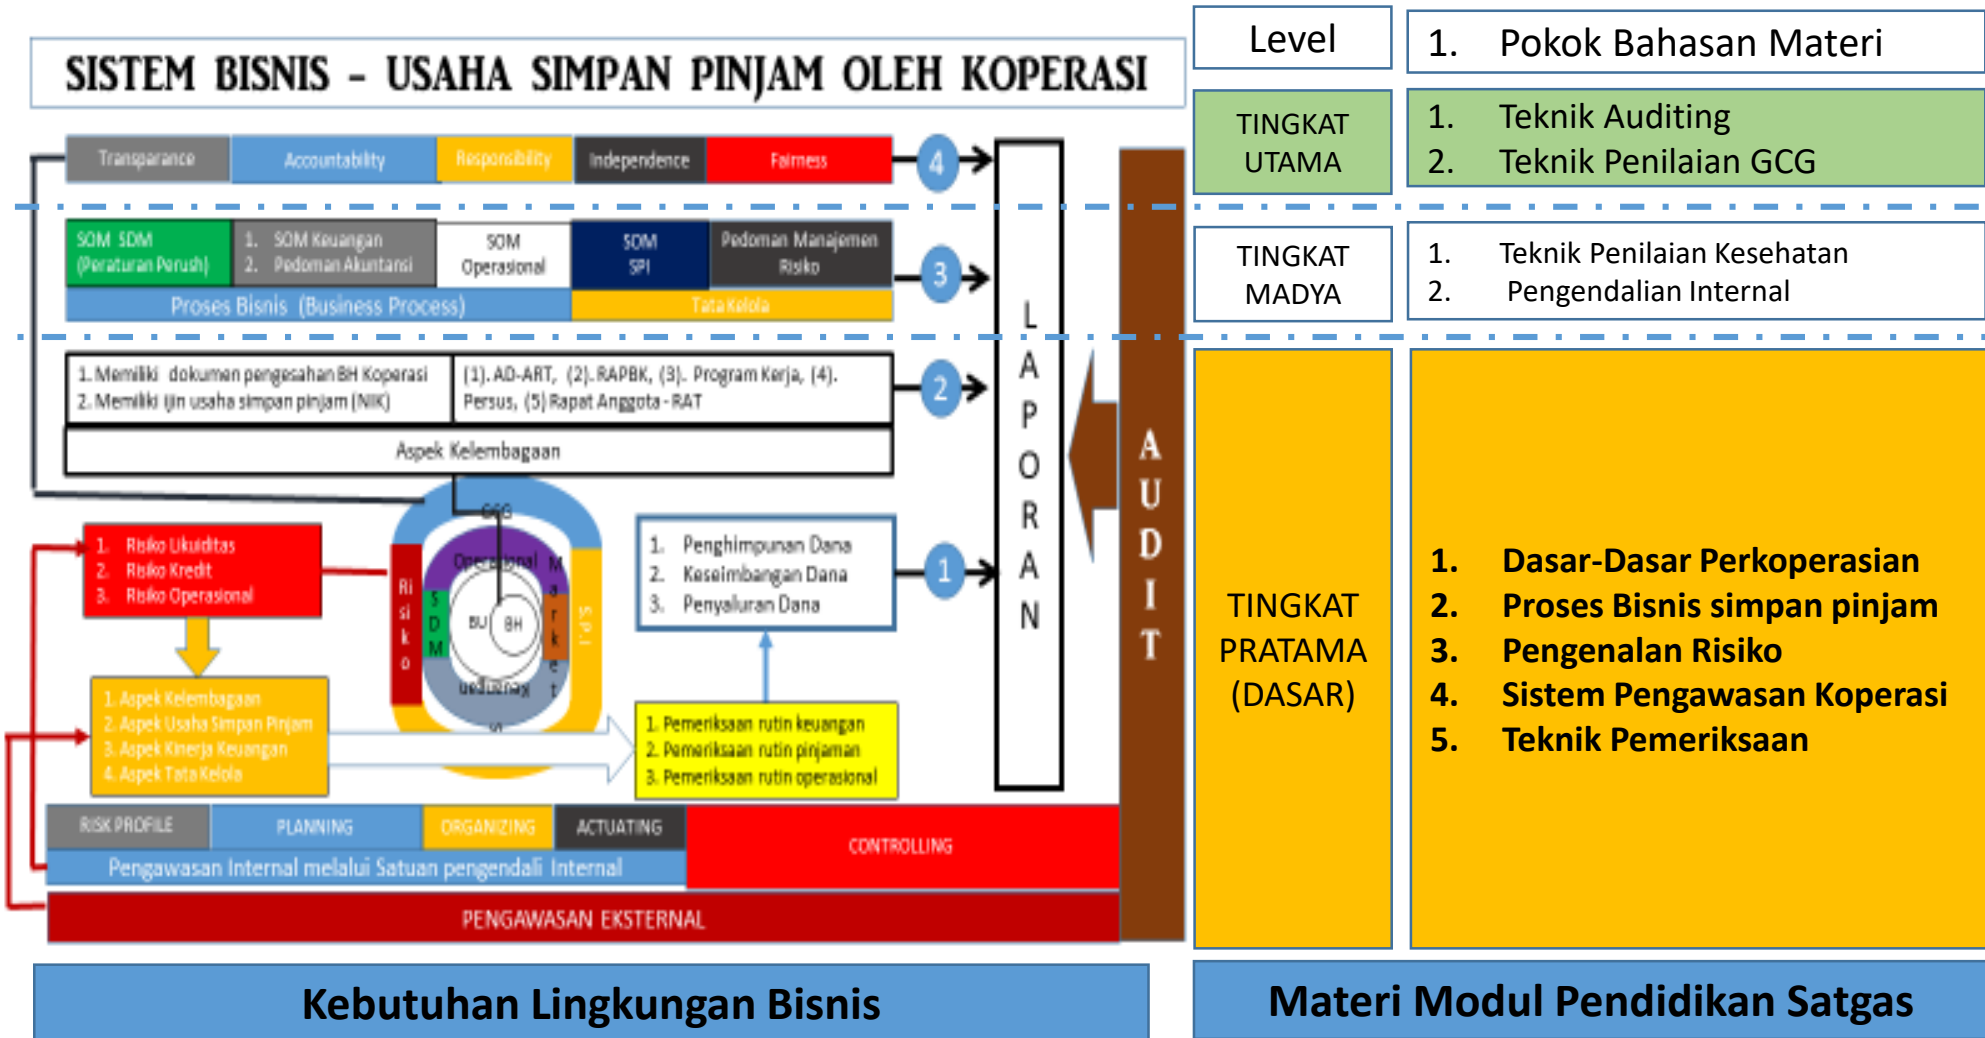 SISTEM BISNIS - USAHA SIMPAN PINJAM OLEH KOPERASI
Transparance
Accountability
Responsibility
Independence
Fairness
4
SOM SDM
(Peraturan Perush)
1. SOM Keuangan
2. Pedoman Akuntansi
SOM
Operasional
SOM
SPI
Pedoman Manajemen
Risiko
3
Proses Bisnis (Business Process)
Tata Kelola
1. Memiliki dokumen pengesahan BH Koperasi
2. Memiliki ijin usaha simpan pinjam (NIK)
(1). AD-ART, (2). RAPBK, (3). Program Kerja, (4).
Persus, (5) Rapat Anggota - RAT
2
Aspek Kelembagaan
1. Risiko Likuiditas
2. Risiko Kredit
3. Risiko Operasional
GCG
Operasional
Market
Risiko
SDM
BU
BH
S.P.I
Keuangan
S
1. Penghimpunan Dana
2. Keseimbangan Dana
3. Penyaluran Dana
1
1. Aspek Kelembagaan
2. Aspek Usaha Simpan Pinjam
3. Aspek Kinerja Keuangan
4. Aspek Tata Kelola
1. Pemeriksaan rutin keuangan
2. Pemeriksaan rutin pinjaman
3. Pemeriksaan rutin operasional
LAPORAN
AUDIT
RISK PROFILE
PLANNING
ORGANIZING
ACTUATING
CONTROLLING
Pengawasan Internal melalui Satuan pengendali Internal
PENGAWASAN EKSTERNAL
Kebutuhan Lingkungan Bisnis
Level
1. Pokok Bahasan Materi
TINGKAT
UTAMA
1. Teknik Auditing
2. Teknik Penilaian GCG
TINGKAT
MADYA
1. Teknik Penilaian Kesehatan
2. Pengendalian Internal
TINGKAT
PRATAMA
(DASAR)
1. Dasar-Dasar Perkoperasian
2. Proses Bisnis simpan pinjam
3. Pengenalan Risiko
4. Sistem Pengawasan Koperasi
5. Teknik Pemeriksaan
Materi Modul Pendidikan Satgas